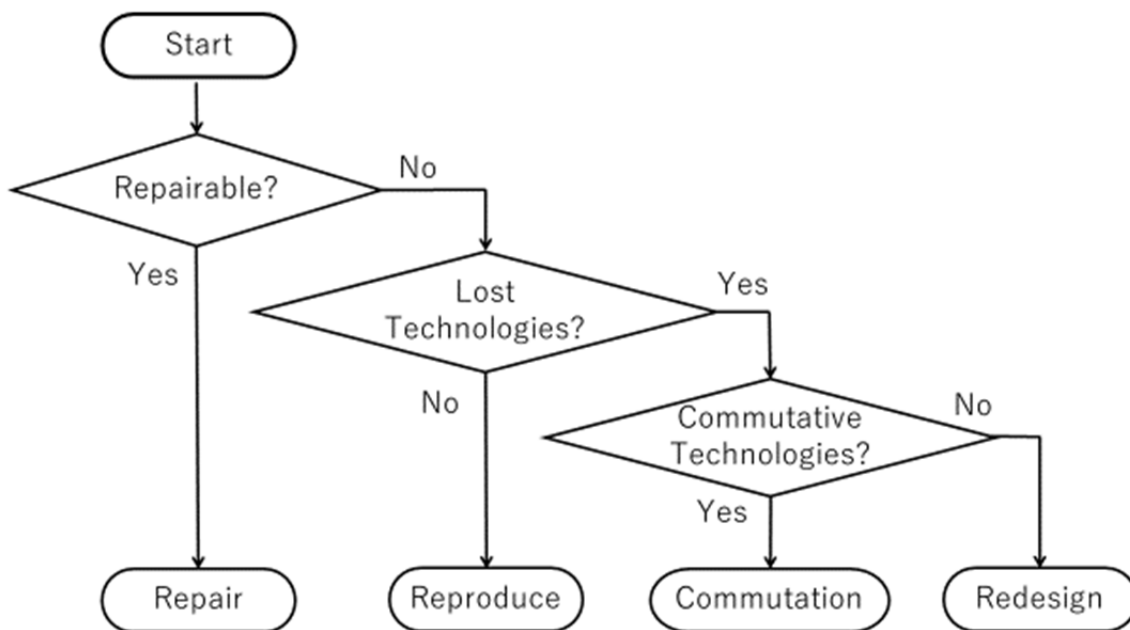 Start
Repairable?
No
Yes
Lost
Technologies?
Yes
No
Commutative
Technologies?
No
Yes
Repair
Reproduce
Commutation
Redesign